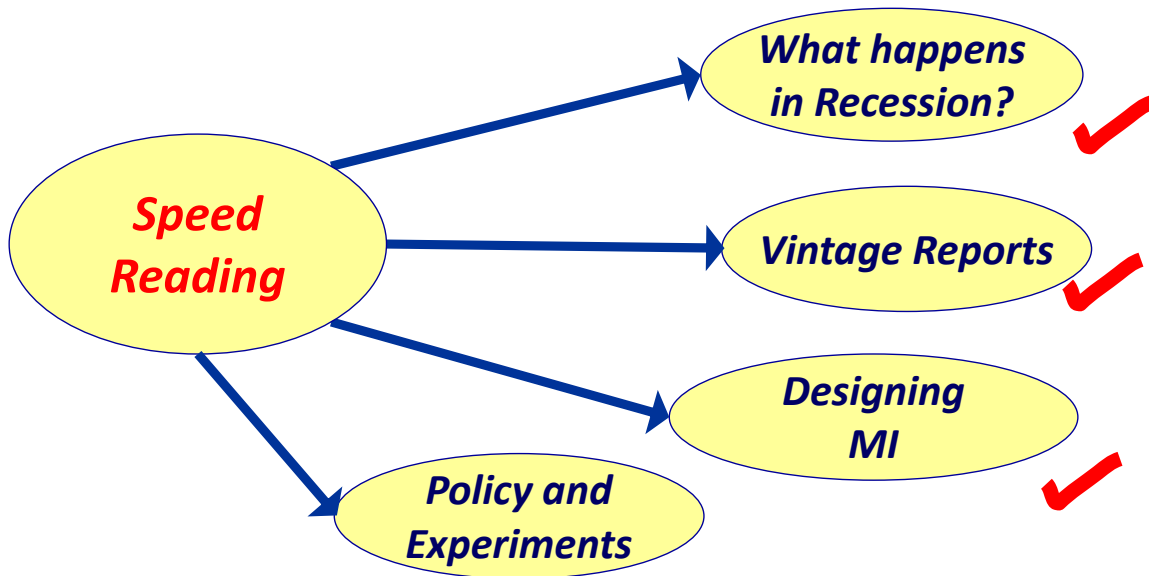 What happens
in Recession?
Speed
Reading
Vintage Reports
Designing
MI
Policy and
Experiments